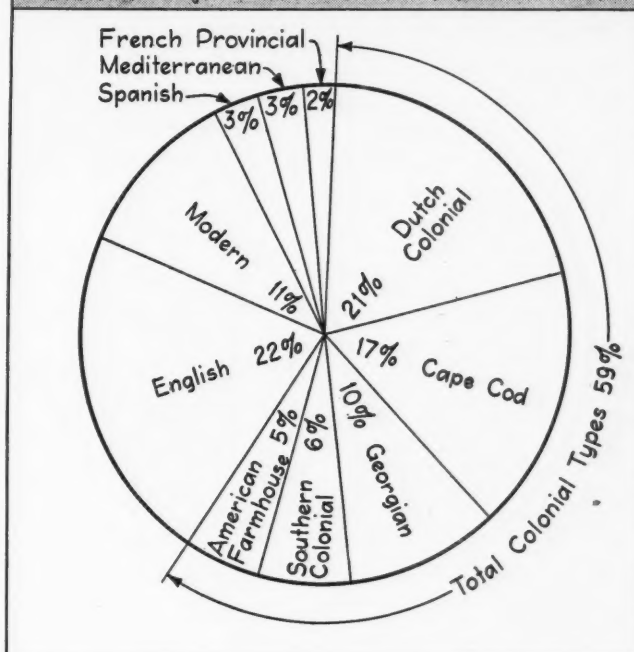 French Provincial
Mediterranean
Spanish
3%
3%
2%
Dutch
Colonial
21%
Modern
11%
English 22%
17% Cape Cod
10%
Georgian
6%
Southern
Colonial
American
Farmhouse 5%
Total Colonial Types 59%